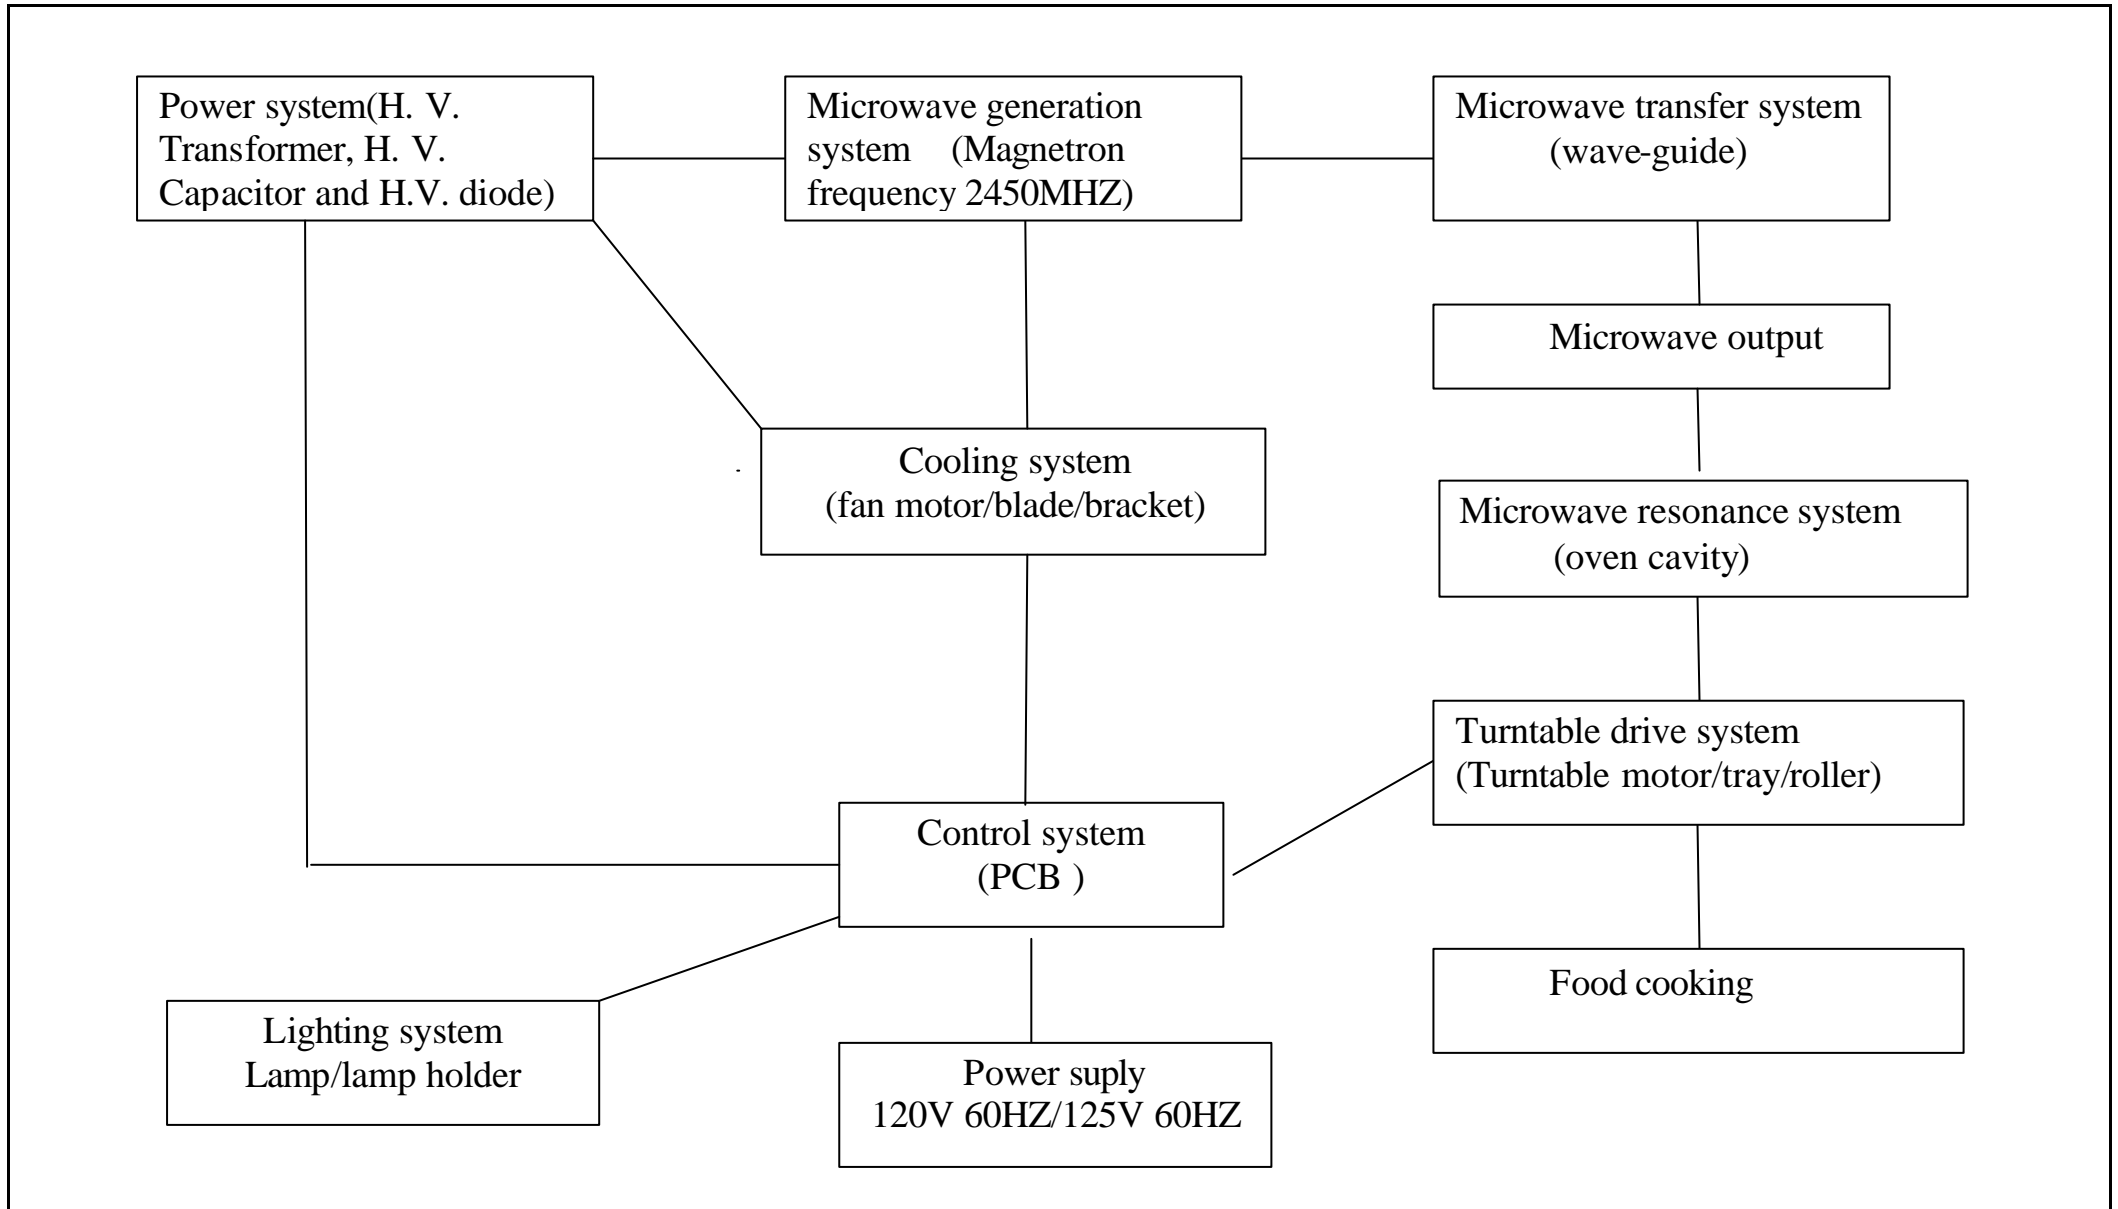 Power system(H. V.
Transformer, H. V.
Capacitor and H.V. diode)
Microwave generation
system (Magnetron
frequency 2450MHZ)
Microwave transfer system
(wave-guide)
Microwave output
Cooling system
(fan motor/blade/bracket)
Microwave resonance system
(oven cavity)
Turntable drive system
(Turntable motor/tray/roller)
Control system
(PCB )
Food cooking
Lighting system
Lamp/lamp holder
Power suply
120V 60HZ/125V 60HZ